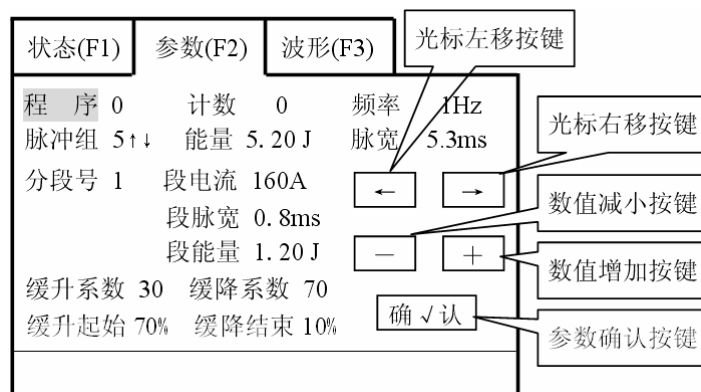 状态(F1) 参数(F2) 波形(F3) 光标左移按键
程 序 0 计数 0 频率 1Hz
脉冲组 5↑↓ 能量 5.20 J 脉宽 5.3ms
光标右移按键
分段号 1 段电流 160A ← →
段脉宽 0.8ms 数值减小按键
段能量 1.20 J − +
数值增加按键
缓升系数 30 缓降系数 70
缓升起始 70% 缓降结束 10% 确√认
参数确认按键